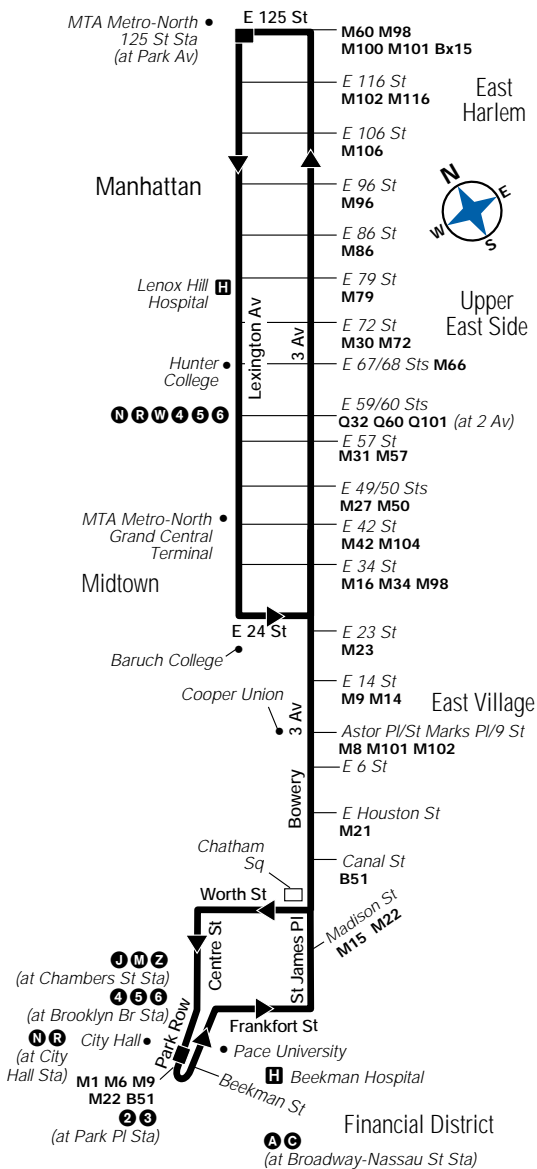 MTA Metro-North
125 St Sta
(at Park Av)
E 125 St
M60 M98
M100 M101 Bx15
E 116 St
M102 M116
East
Harlem
E 106 St
M106
Manhattan
E 96 St
M96
N
E
W
S
E 86 St
M86
Lenox Hill
Hospital
H
E 79 St
M79
Upper
East Side
Lexington Av
3 Av
E 72 St
M30 M72
Hunter
College
E 67/68 Sts M66
N R W 4 5 6
E 59/60 Sts
Q32 Q60 Q101 (at 2 Av)
E 57 St
M31 M57
E 49/50 Sts
M27 M50
MTA Metro-North
Grand Central
Terminal
E 42 St
M42 M104
E 34 St
M16 M34 M98
Midtown
E 24 St
E 23 St
M23
Baruch College
E 14 St
M9 M14
East Village
Cooper Union
3 Av
Astor Pl/St Marks Pl/9 St
M8 M101 M102
E 6 St
Bowery
E Houston St
M21
Chatham
Sq
Canal St
B51
Worth St
Madison St
M15 M22
Centre St
St James Pl
J M Z
(at Chambers St Sta)
4 5 6
(at Brooklyn Br Sta)
Frankfort St
N R
(at City
Hall Sta)
City Hall
Park Row
Pace University
M1 M6 M9
M22 B51
Beekman St
H Beekman Hospital
2 3
(at Park Pl Sta)
Financial District
A C
(at Broadway-Nassau St Sta)